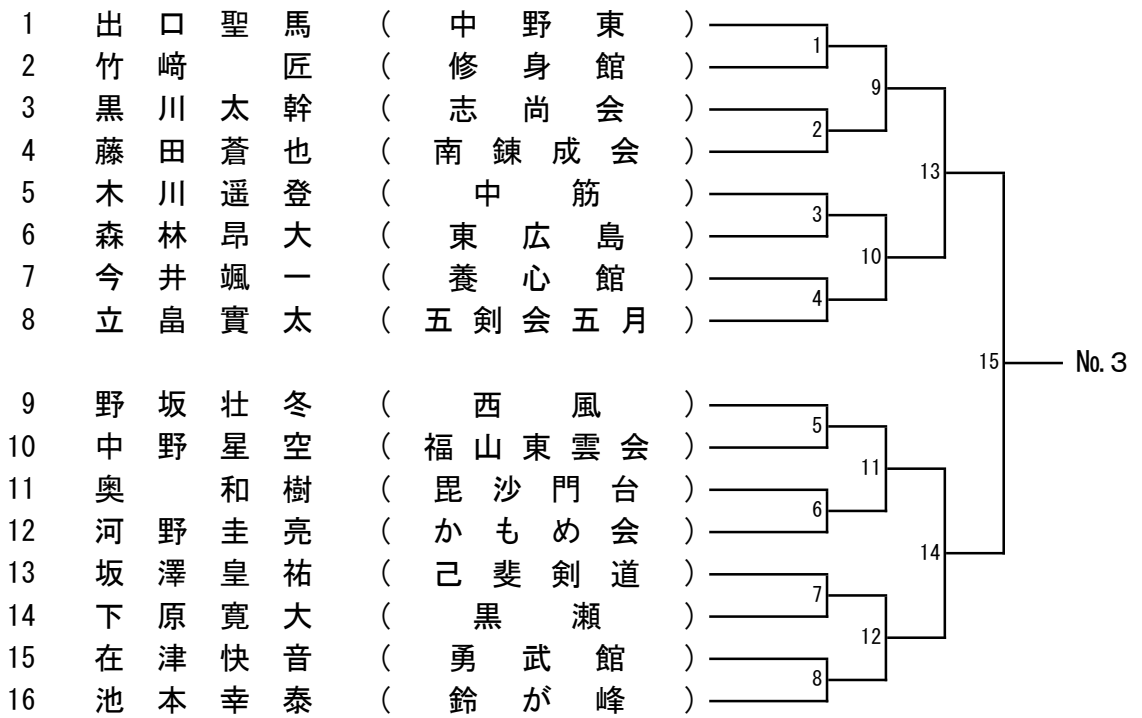 1 出口聖馬 (中野東)
2 竹﨑 匠 (修身館)
3 黒川太幹 (志尚会)
4 藤田蒼也 (南錬成会)
5 木川遥登 (中筋)
6 森林昂大 (東広島)
7 今井颯一 (養心館)
8 立畠實太 (五剣会五月)
9 野坂壮冬 (西風)
10 中野星空 (福山東雲会)
11 奥 和樹 (毘沙門台)
12 河野圭亮 (かもめ会)
13 坂澤皇祐 (己斐剣道)
14 下原寛大 (黒瀬)
15 在津快音 (勇武館)
16 池本幸泰 (鈴が峰)
1
2
3
4
5
6
7
8
9
10
11
12
13
14
15
№3